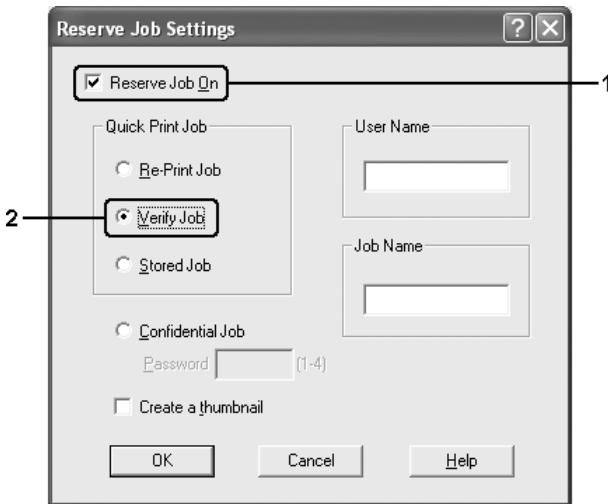 Reserve Job Settings
Reserve Job On
1
Quick Print Job
User Name
Re-Print Job
2
Verify Job
Job Name
Stored Job
Confidential Job
Password
(1-4)
Create a thumbnail
OK
Cancel
Help